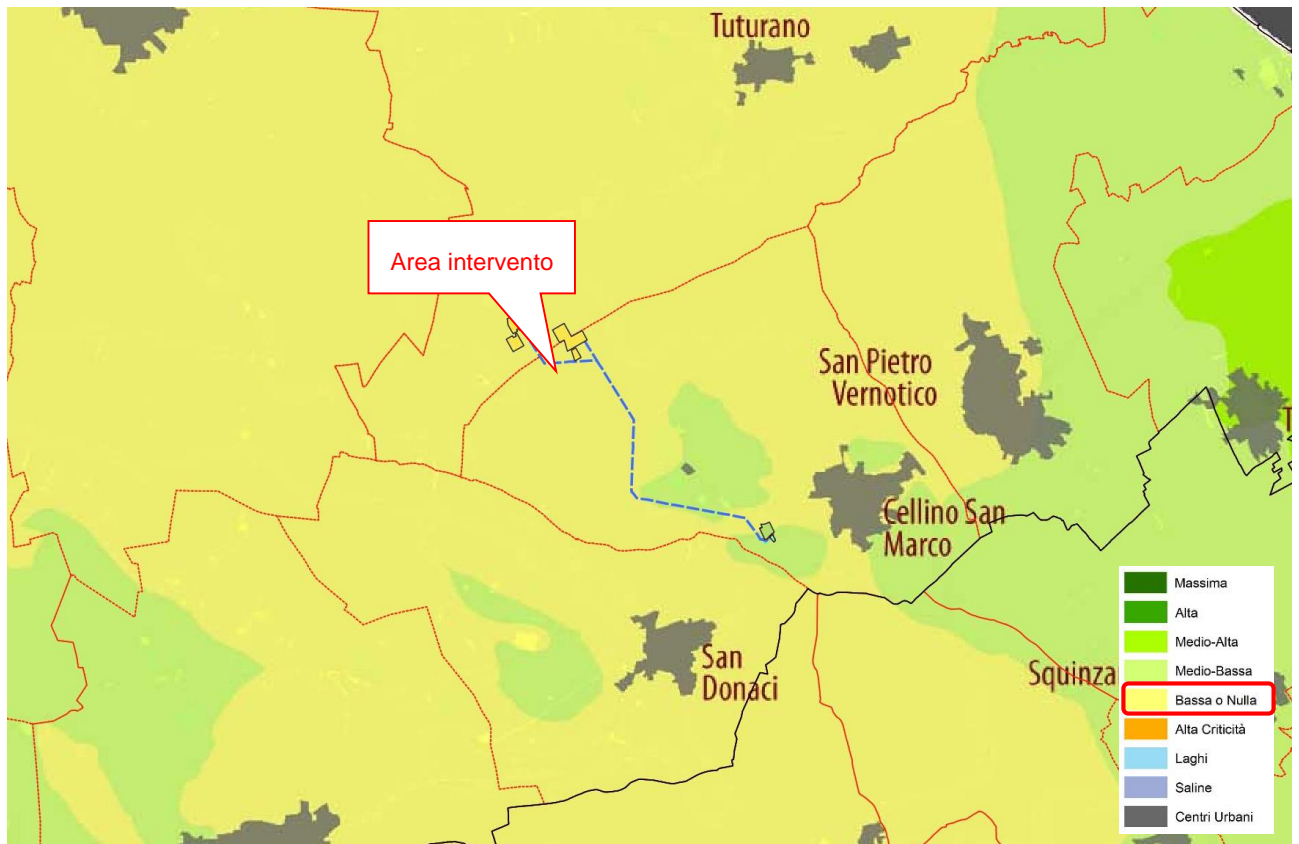 Tuturano
Area intervento
San Pietro
Vernotico
Cellino San
Marco
San
Donaci
Squinza
T
Massima
Alta
Medio-Alta
Medio-Bassa
Bassa o Nulla
Alta Criticità
Laghi
Saline
Centri Urbani